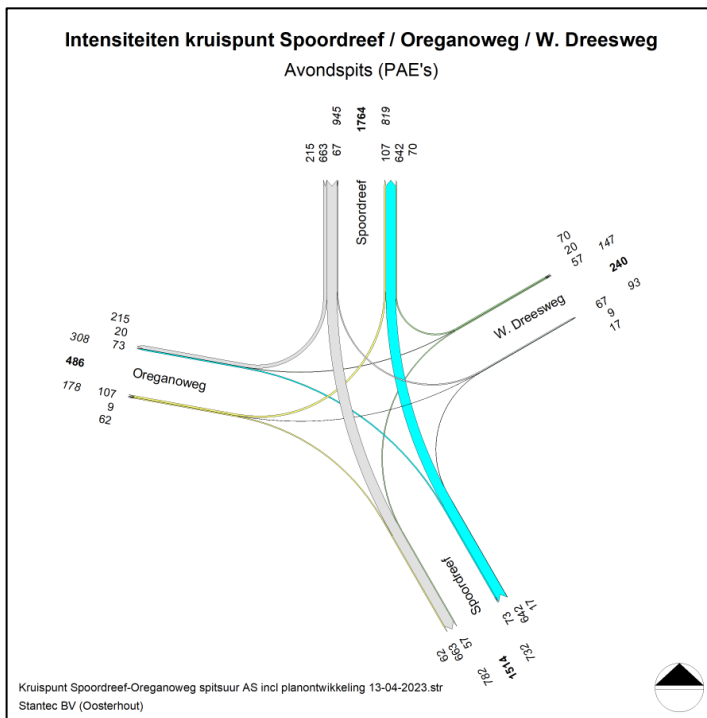 Intensiteiten kruispunt Spoordreef / Oreganoweg / W. Dreesweg
Avondspits (PAE's)
945 1764 819
215 663 67 107 642 70
Spoordreef
70
20
57
147
240
93
67
9
17
W. Dreesweg
215
20
73
308
486
178
107
9
62
Oreganoweg
Spoordreef
62 663 57
73 642 17
782 1514 732
Kruispunt Spoordreef-Oreganoweg spitsuur AS incl planontwikkeling 13-04-2023.str
Stantec BV (Oosterhout)